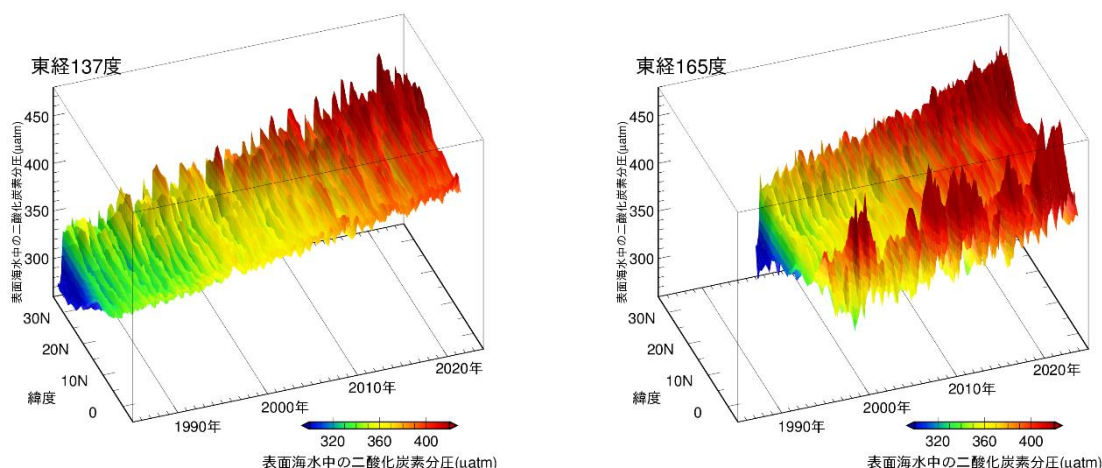 東経137度
450
400
350
300
表面海水中の二酸化炭素分圧(μatm)
30N
20N
10N
0
緯度
1990年
2000年
2010年
2020年
320 360 400
表面海水中の二酸化炭素分圧(μatm)
東経165度
450
400
350
300
表面海水中の二酸化炭素分圧(μatm)
30N
20N
10N
0
緯度
1990年
2000年
2010年
2020年
320 360 400
表面海水中の二酸化炭素分圧(μatm)